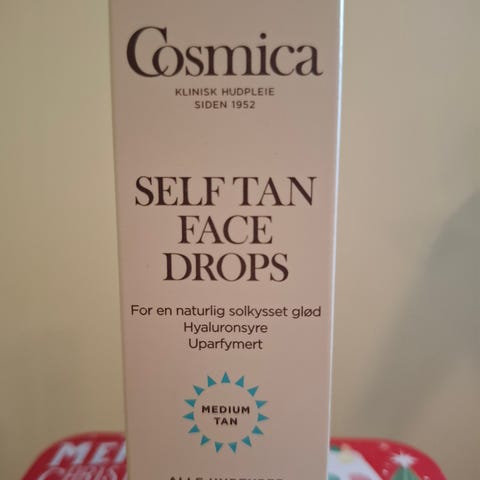 Cosmica
KLINISK HUDPLEIE
SIDEN 1952
SELF TAN
FACE
DROPS
For en naturlig solkysset glød
Hyaluronsyre
Uparfymert
MEDIUM
TAN